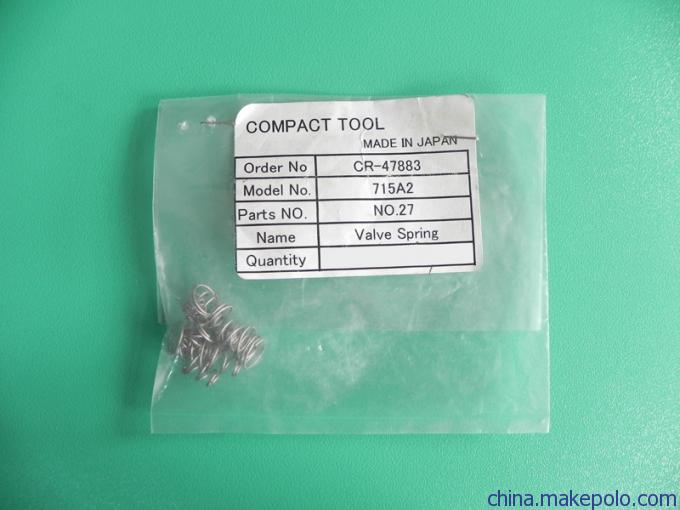 COMPACT TOOL
MADE IN JAPAN
Order No CR-47883
Model No. 715A2
Parts NO. NO.27
Name Valve Spring
Quantity
china.makepolo.com